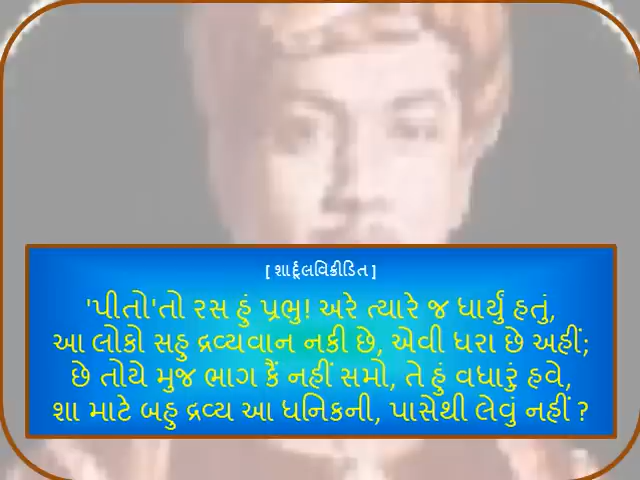 [ શાર્દૂલવિક્રીડિત ]
'પીતો'તો રસ હું પ્રભુ! અરે ત્યારે જ ધાર્યું હતું,
આ લોકો સહુ દ્રવ્યવાન નકી છે, એવી ધરા છે અહીં;
છે તોયે મુજ ભાગ કૈં નહીં સમો, તે હું વધારું હવે,
શા માટે બહુ દ્રવ્ય આ ધનિકની, પાસેથી લેવું નહીં ?